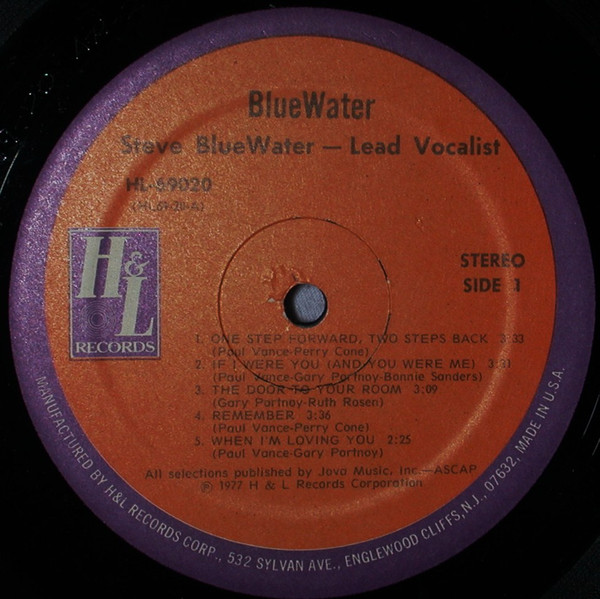 BlueWater
Steve BlueWater — Lead Vocalist
HL-69020
H&L
RECORDS
STEREO
SIDE 1
1. ONE STEP FORWARD, TWO STEPS BACK 3:33
(Paul Vance-Perry Cone)
2. IF I WERE YOU (AND YOU WERE ME) 3:31
(Paul Vance-Gary Portnoy-Bonnie Sanders)
3. THE DOOR TO YOUR ROOM 3:09
(Gary Portnoy-Ruth Rosen)
4. REMEMBER 3:36
(Paul Vance-Perry Cone)
5. WHEN I'M LOVING YOU 2:25
(Paul Vance-Gary Portnoy)
All selections published by Jova Music, Inc.—ASCAP
℗ 1977 H & L Records Corporation
MANUFACTURED BY H&L RECORDS CORP., 532 SYLVAN AVE., ENGLEWOOD CLIFFS, N.J., 07632, MADE IN U.S.A.